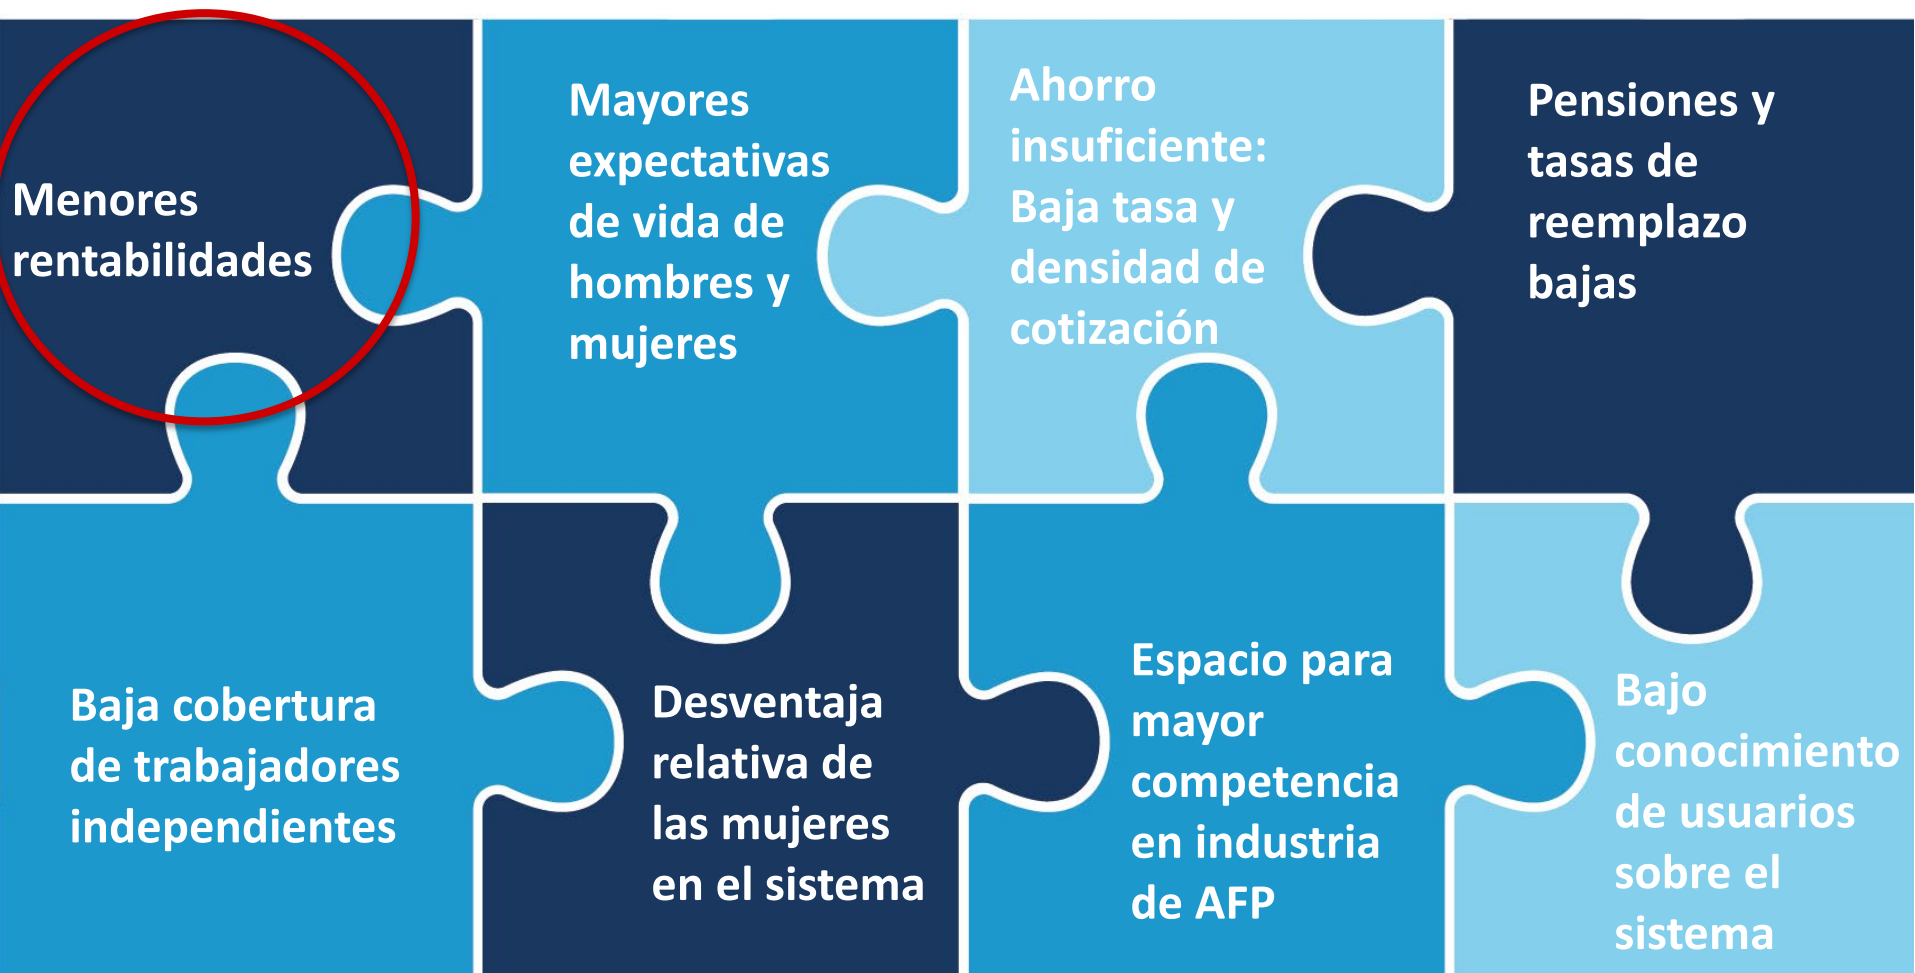 Menores
rentabilidades
Mayores
expectativas
de vida de
hombres y
mujeres
Ahorro
insuficiente:
Baja tasa y
densidad de
cotización
Pensiones y
tasas de
reemplazo
bajas
Baja cobertura
de trabajadores
independientes
Desventaja
relativa de
las mujeres
en el sistema
Espacio para
mayor
competencia
en industria
de AFP
Bajo
conocimiento
de usuarios
sobre el
sistema